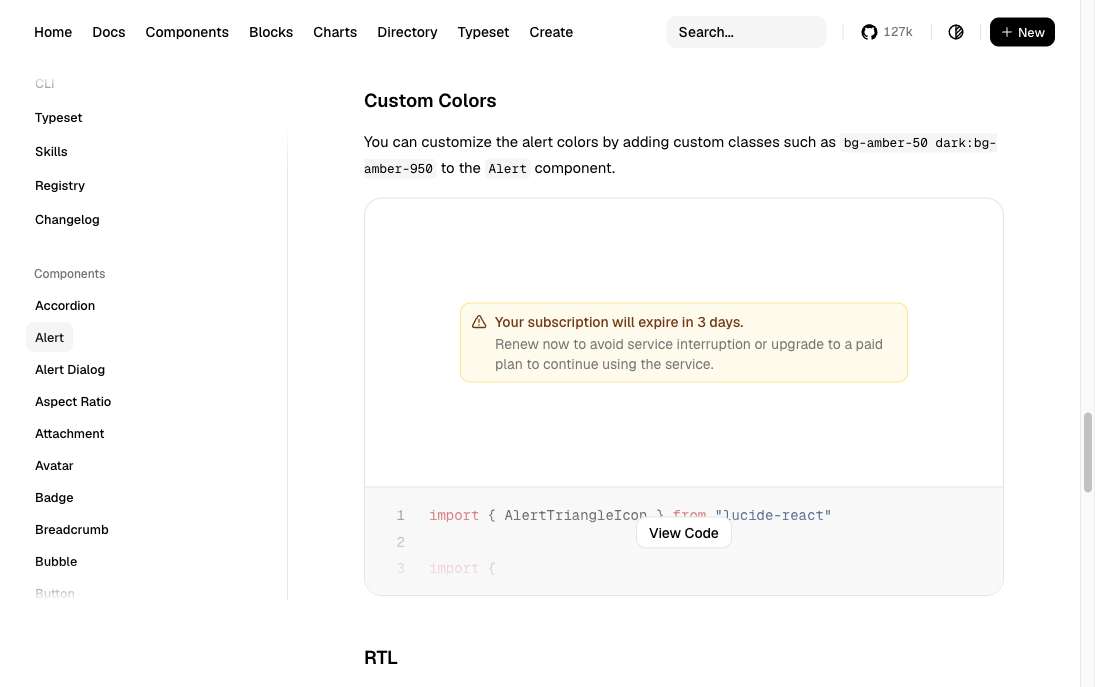 Home Docs Components Blocks Charts Directory Typeset Create Search... 127k New
CLI
Typeset
Skills
Registry
Changelog
Components
Accordion
Alert
Alert Dialog
Aspect Ratio
Attachment
Avatar
Badge
Breadcrumb
Bubble
Button
Custom Colors
You can customize the alert colors by adding custom classes such as bg-amber-50 dark:bg-
amber-950 to the Alert component.
Your subscription will expire in 3 days.
Renew now to avoid service interruption or upgrade to a paid
plan to continue using the service.
1 import { AlertTriangleIcon } from "lucide-react"
View Code
2
3 import {
RTL